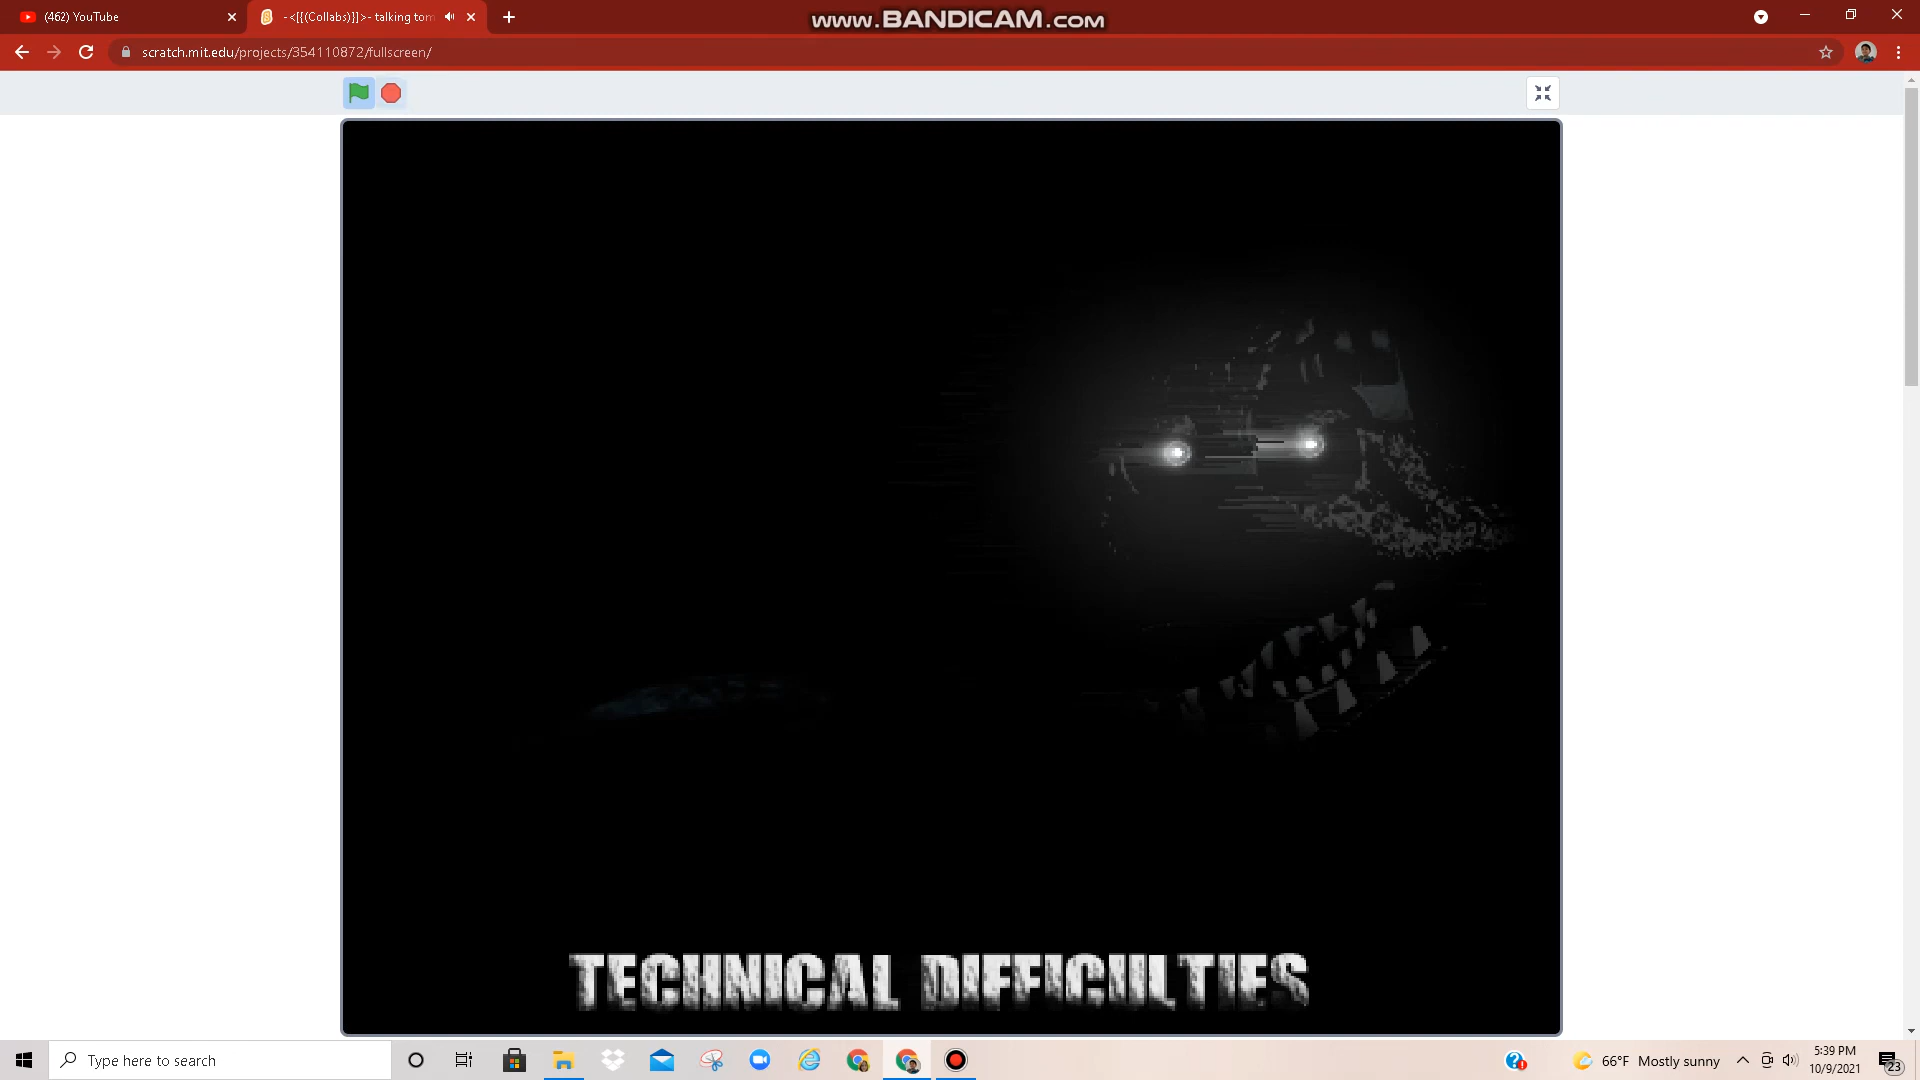 (462) YouTube
-<[{(Collabs)}]>- talking tom
www.BANDICAM.com
scratch.mit.edu/projects/354110872/fullscreen/
TECHNICAL DIFFICULTIES
Type here to search
66°F Mostly sunny
5:39 PM
10/9/2021
23